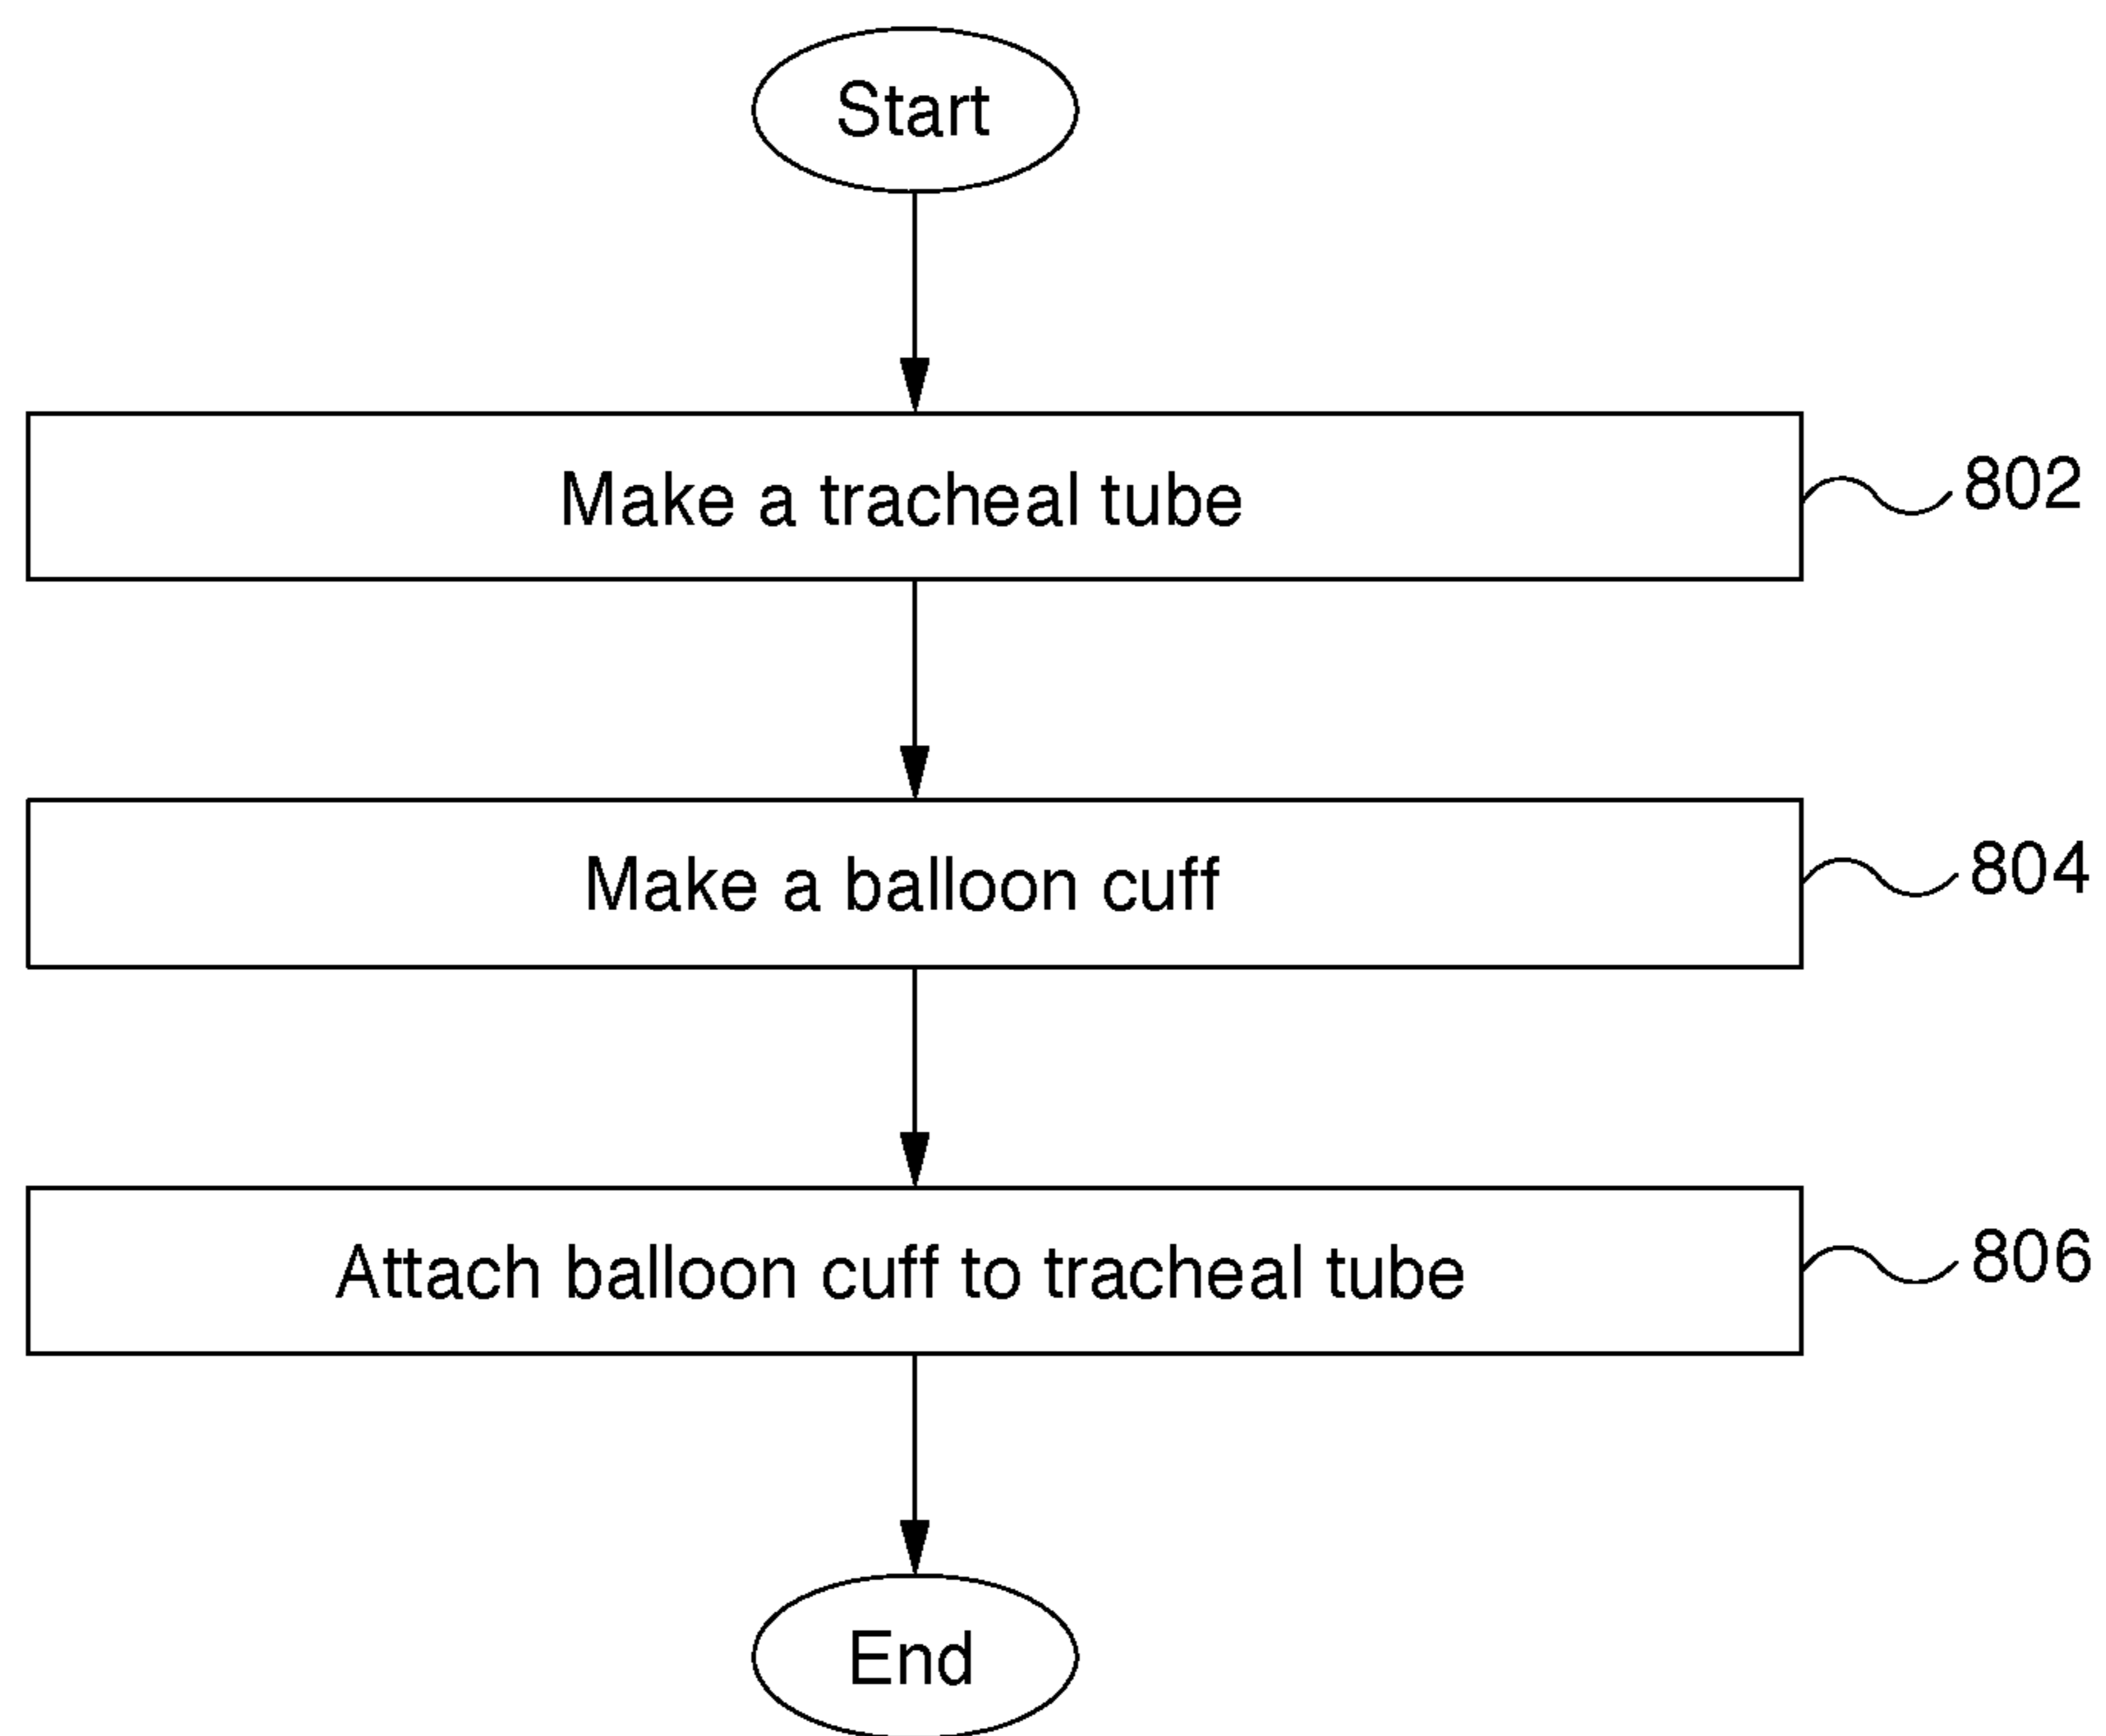 Start
Make a tracheal tube
802
Make a balloon cuff
804
Attach balloon cuff to tracheal tube
806
End